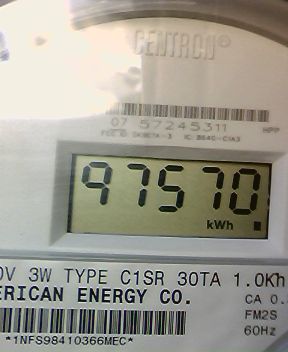 CENTRON®
07 57245311 HPP
97570
kWh
3W TYPE C1SR 30TA 1.0Kh
ERICAN ENERGY CO.
CA 0.
FM2S
*1NFS98410366MEC* 60Hz